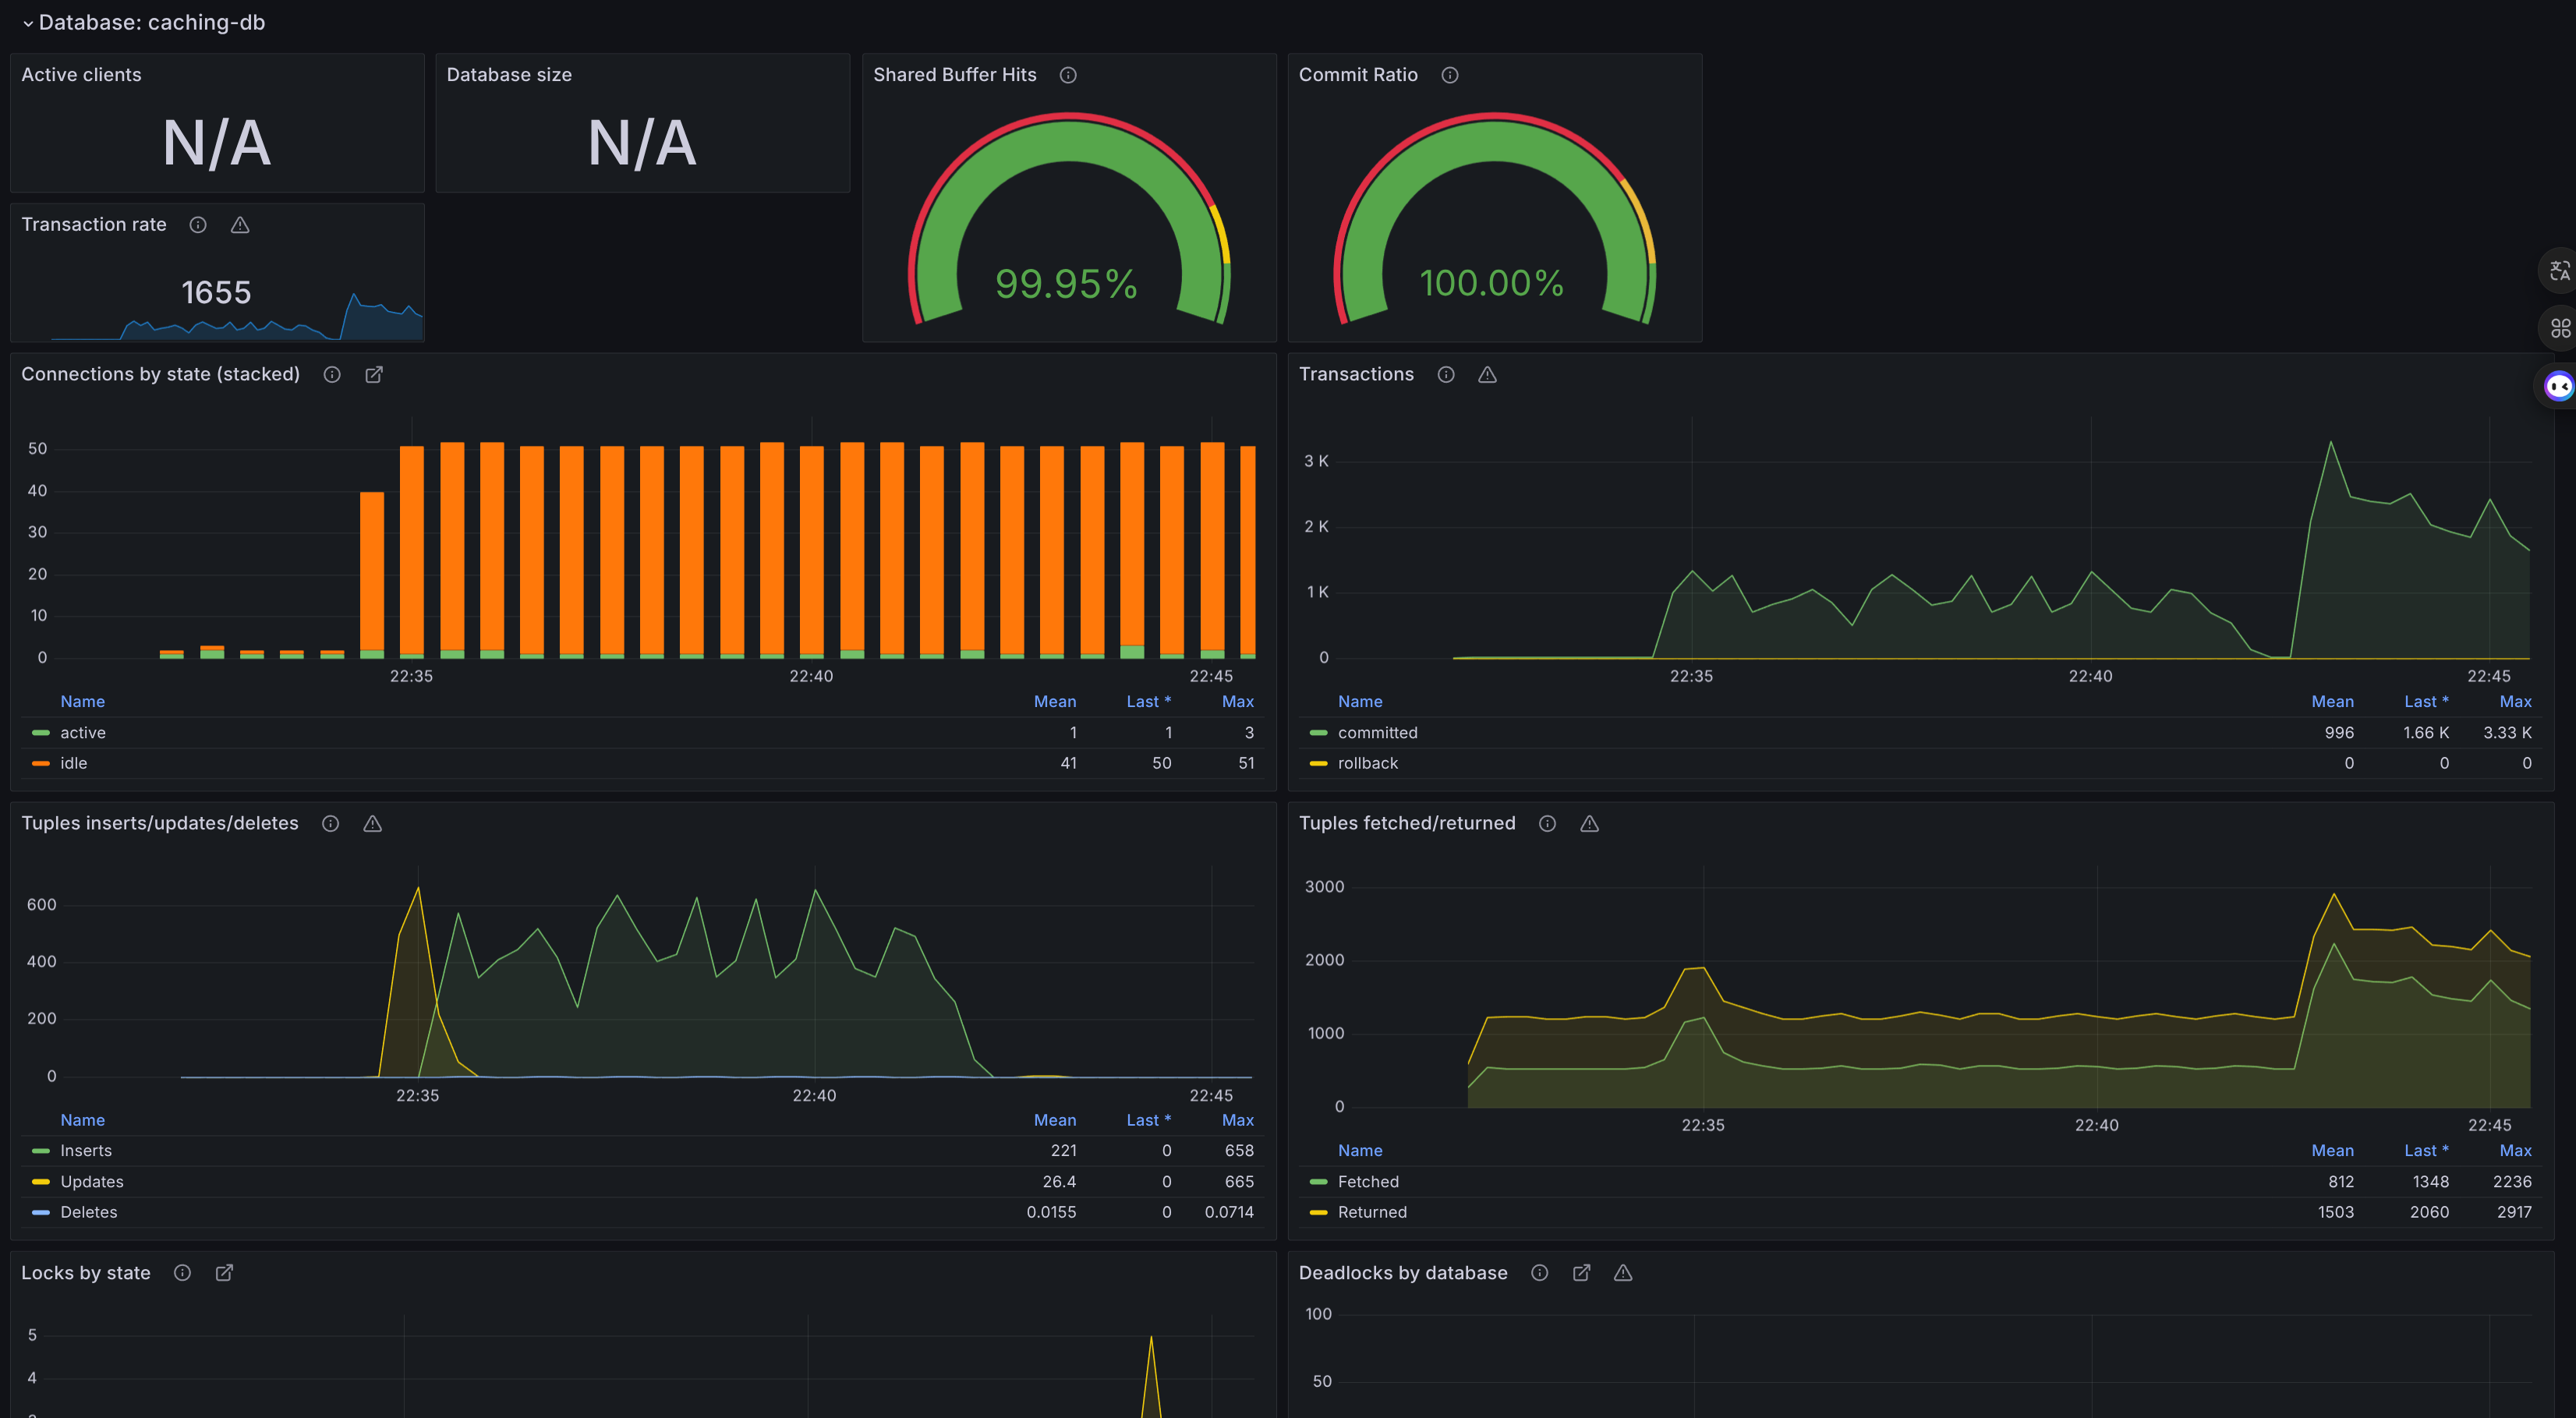 Database: caching-db
Active clients
N/A
Database size
N/A
Shared Buffer Hits
99.95%
Commit Ratio
100.00%
Transaction rate
1655
Connections by state (stacked)
50
40
30
20
10
0
22:35 22:40 22:45
Name Mean Last * Max
active 1 1 3
idle 41 50 51
Transactions
3 K
2 K
1 K
0
22:35 22:40 22:45
Name Mean Last * Max
committed 996 1.66 K 3.33 K
rollback 0 0 0
Tuples inserts/updates/deletes
600
400
200
0
22:35 22:40 22:45
Name Mean Last * Max
Inserts 221 0 658
Updates 26.4 0 665
Deletes 0.0155 0 0.0714
Tuples fetched/returned
3000
2000
1000
0
22:35 22:40 22:45
Name Mean Last * Max
Fetched 812 1348 2236
Returned 1503 2060 2917
Locks by state
5
4
Deadlocks by database
100
50